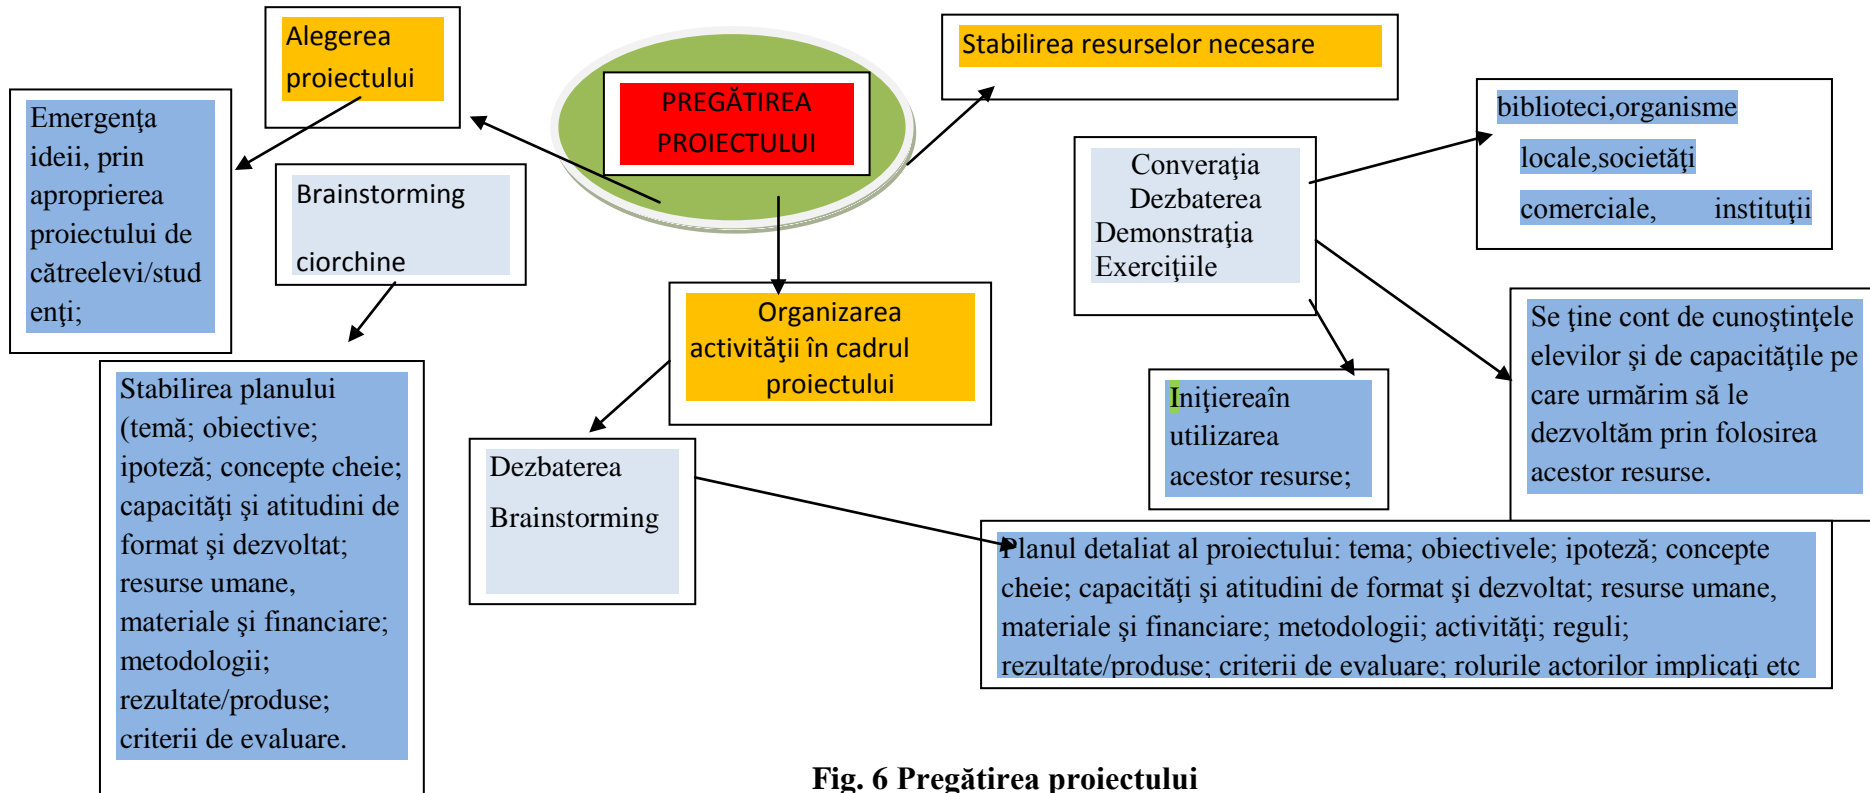 Alegerea
proiectului
PREGĂTIREA
PROIECTULUI
Stabilirea resurselor necesare
Emergenţa
ideii, prin
aproprierea
proiectului de
cătreelevi/stud
enţi;
Brainstorming
ciorchine
Converaţia
Dezbaterea
Demonstraţia
Exerciţiile
biblioteci,organisme
locale,societăţi
comerciale, instituţii
Organizarea
activităţii în cadrul
proiectului
Se ţine cont de cunoştinţele
elevilor şi de capacităţile pe
care urmărim să le
dezvoltăm prin folosirea
acestor resurse.
Iniţiereaîn
utilizarea
acestor resurse;
Stabilirea planului
(temă; obiective;
ipoteză; concepte cheie;
capacităţi şi atitudini de
format şi dezvoltat;
resurse umane,
materiale şi financiare;
metodologii;
rezultate/produse;
criterii de evaluare.
Dezbaterea
Brainstorming
Planul detaliat al proiectului: tema; obiectivele; ipoteză; concepte
cheie; capacităţi şi atitudini de format şi dezvoltat; resurse umane,
materiale şi financiare; metodologii; activităţi; reguli;
rezultate/produse; criterii de evaluare; rolurile actorilor implicaţi etc
Fig. 6 Pregătirea proiectului